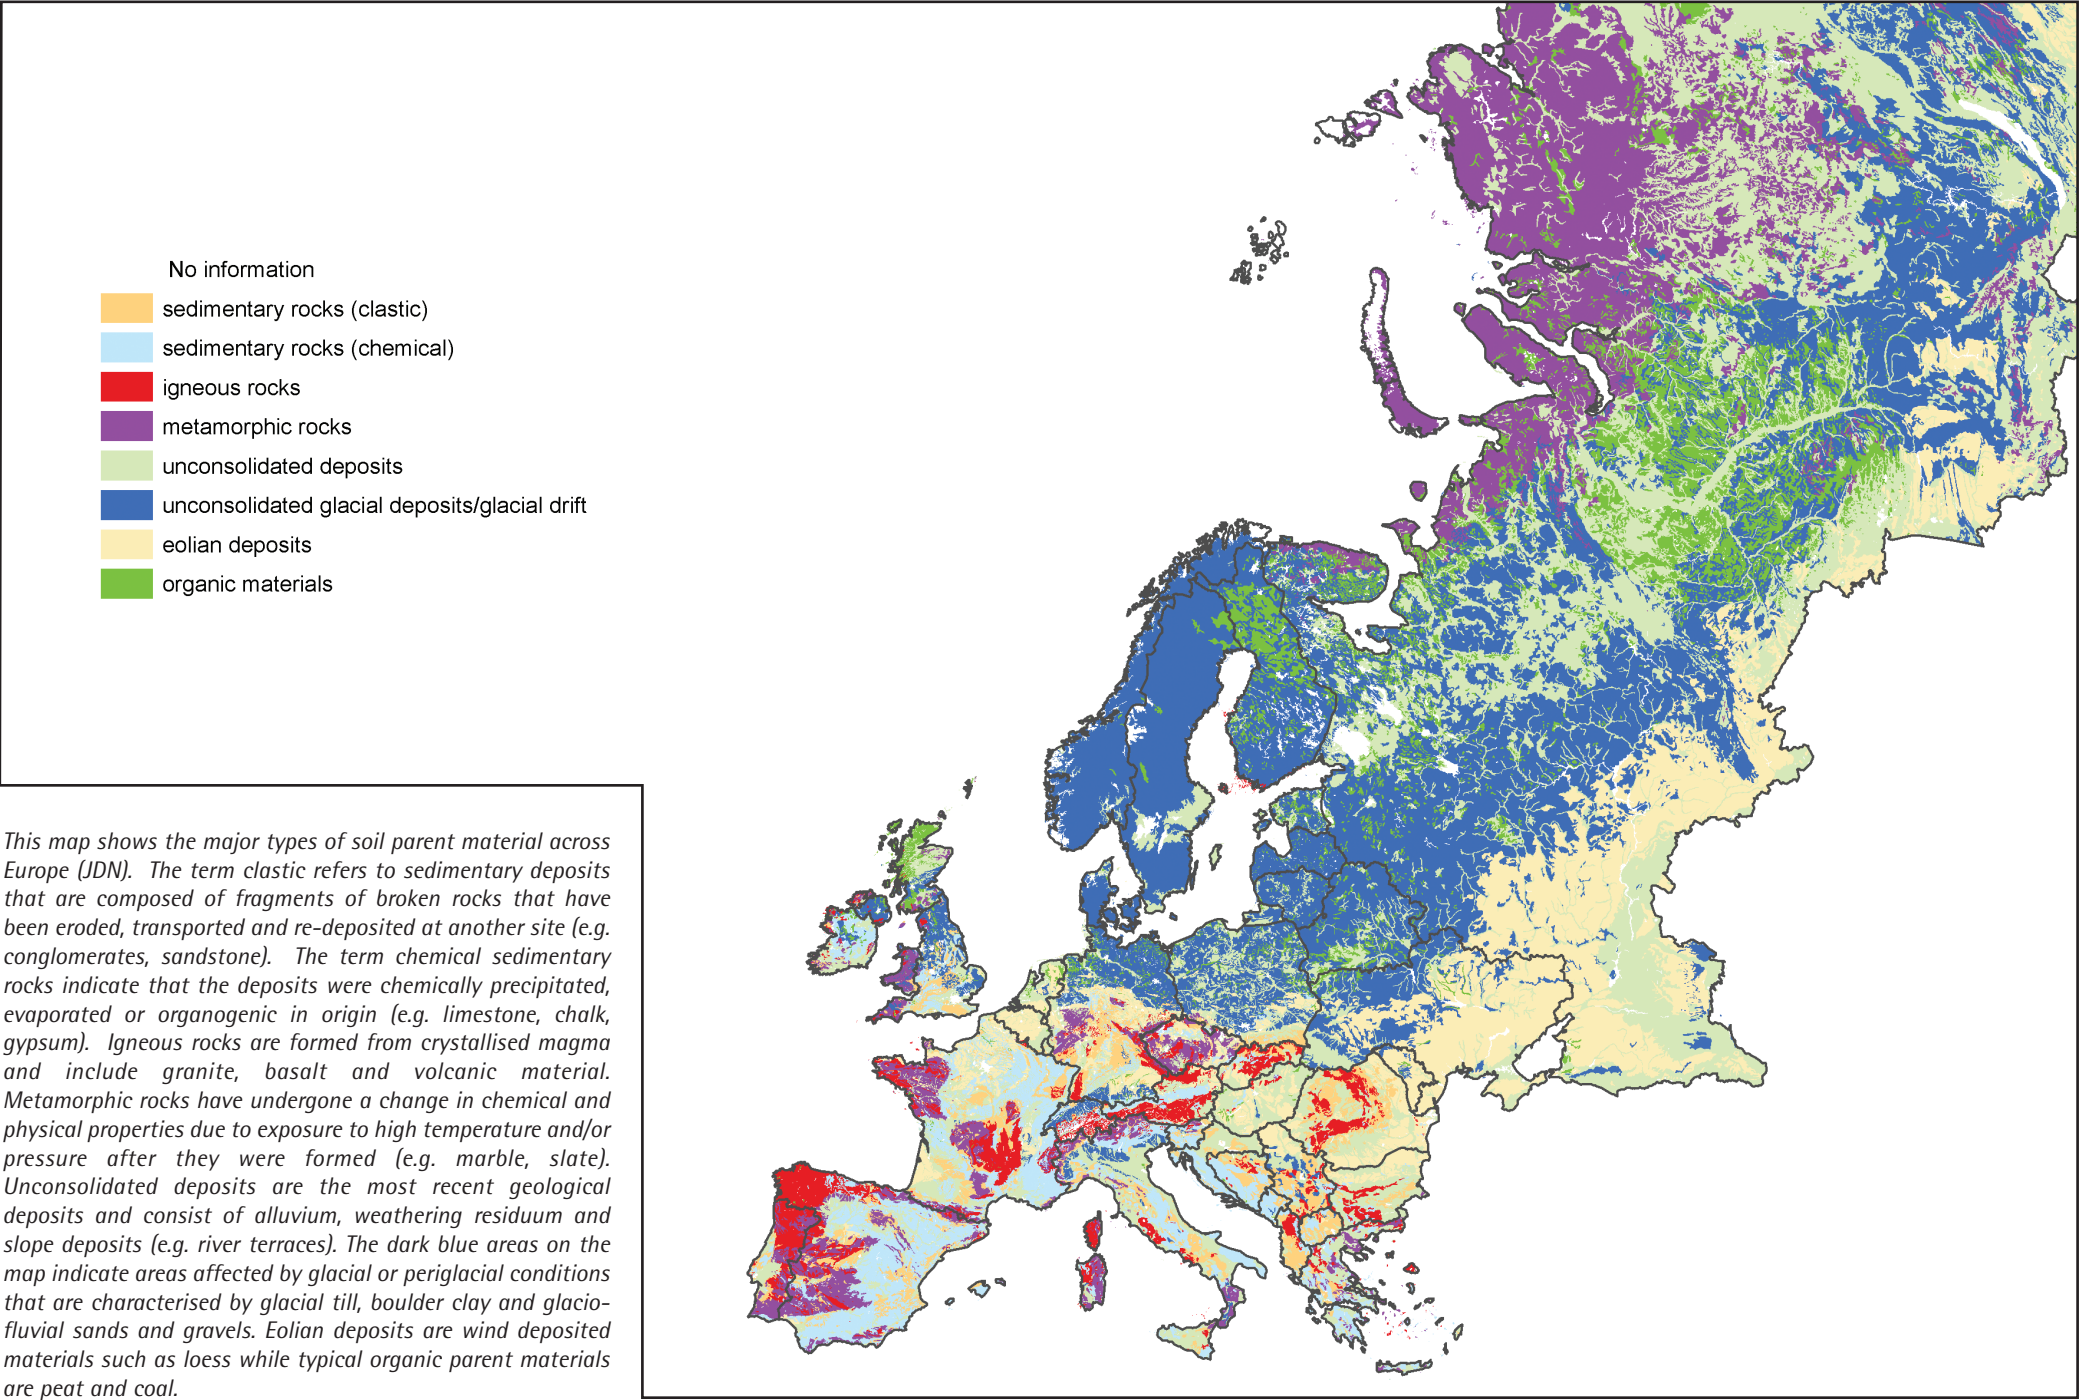 No information
sedimentary rocks (clastic)
sedimentary rocks (chemical)
igneous rocks
metamorphic rocks
unconsolidated deposits
unconsolidated glacial deposits/glacial drift
eolian deposits
organic materials
This map shows the major types of soil parent material across
Europe (JDN). The term clastic refers to sedimentary deposits
that are composed of fragments of broken rocks that have
been eroded, transported and re-deposited at another site (e.g.
conglomerates, sandstone). The term chemical sedimentary
rocks indicate that the deposits were chemically precipitated,
evaporated or organogenic in origin (e.g. limestone, chalk,
gypsum). Igneous rocks are formed from crystallised magma
and include granite, basalt and volcanic material.
Metamorphic rocks have undergone a change in chemical and
physical properties due to exposure to high temperature and/or
pressure after they were formed (e.g. marble, slate).
Unconsolidated deposits are the most recent geological
deposits and consist of alluvium, weathering residuum and
slope deposits (e.g. river terraces). The dark blue areas on the
map indicate areas affected by glacial or periglacial conditions
that are characterised by glacial till, boulder clay and glacio-
fluvial sands and gravels. Eolian deposits are wind deposited
materials such as loess while typical organic parent materials
are peat and coal.